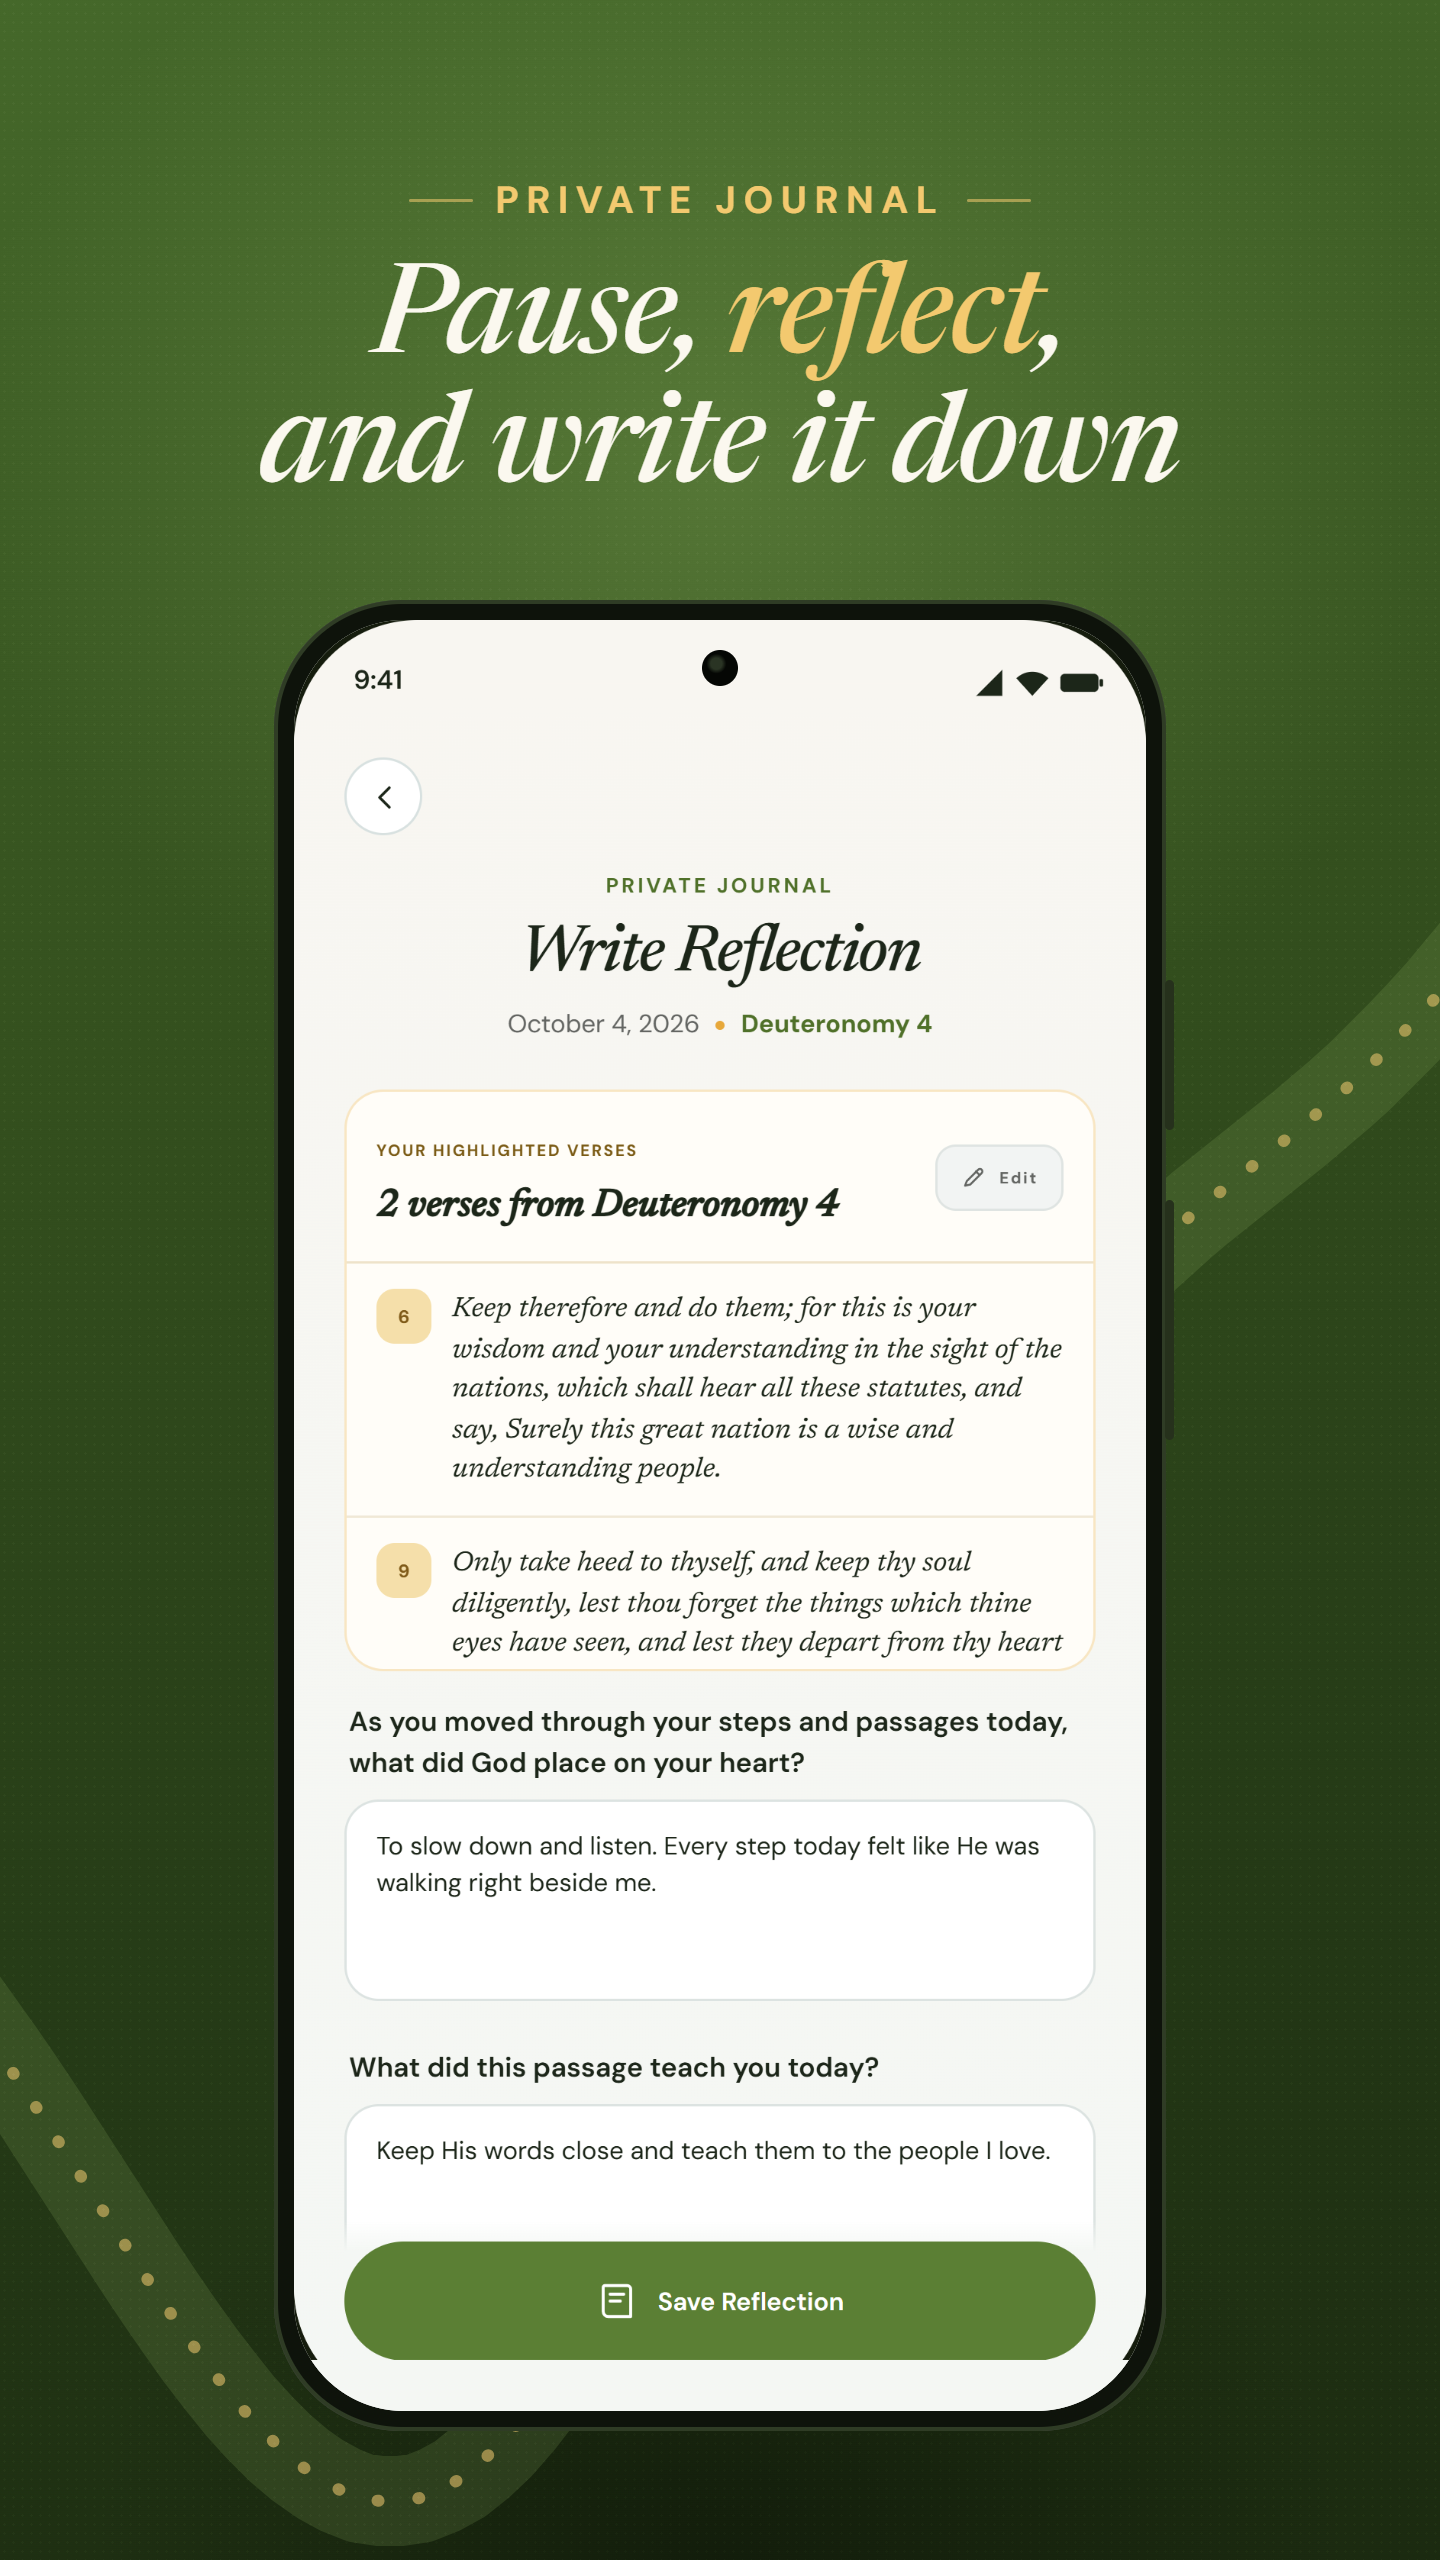 PRIVATE JOURNAL
Pause, reflect,
and write it down
9:41
PRIVATE JOURNAL
Write Reflection
October 4, 2026 • Deuteronomy 4
YOUR HIGHLIGHTED VERSES
2 verses from Deuteronomy 4
Edit
6
Keep therefore and do them; for this is your
wisdom and your understanding in the sight of the
nations, which shall hear all these statutes, and
say, Surely this great nation is a wise and
understanding people.
9
Only take heed to thyself, and keep thy soul
diligently, lest thou forget the things which thine
eyes have seen, and lest they depart from thy heart
As you moved through your steps and passages today,
what did God place on your heart?
To slow down and listen. Every step today felt like He was
walking right beside me.
What did this passage teach you today?
Keep His words close and teach them to the people I love.
Save Reflection